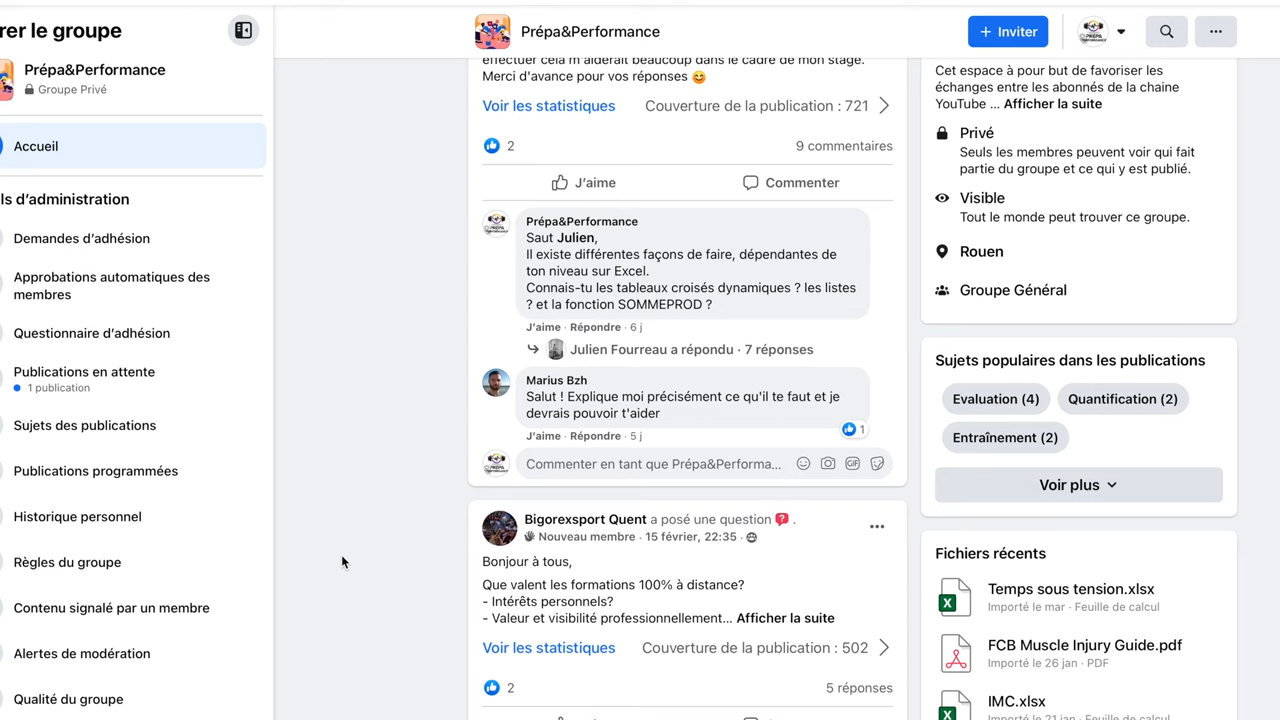 rer le groupe
Prépa&Performance
Groupe Privé
Accueil
ls d'administration
Demandes d'adhésion
Approbations automatiques des
membres
Questionnaire d'adhésion
Publications en attente
1 publication
Sujets des publications
Publications programmées
Historique personnel
Règles du groupe
Contenu signalé par un membre
Alertes de modération
Qualité du groupe
Prépa&Performance
+ Inviter
effectuer cela m'aiderait beaucoup dans le cadre de mon stage.
Merci d'avance pour vos réponses 😊
Voir les statistiques Couverture de la publication : 721
2 9 commentaires
J'aime Commenter
Prépa&Performance
Saut Julien,
Il existe différentes façons de faire, dépendantes de
ton niveau sur Excel.
Connais-tu les tableaux croisés dynamiques ? les listes
? et la fonction SOMMEPROD ?
J'aime · Répondre · 6 j
Julien Fourreau a répondu · 7 réponses
Marius Bzh
Salut ! Explique moi précisément ce qu'il te faut et je
devrais pouvoir t'aider
1
J'aime · Répondre · 5 j
Commenter en tant que Prépa&Performa...
GIF
Bigorexsport Quent a posé une question ? .
Nouveau membre · 15 février, 22:35 ·
Bonjour à tous,
Que valent les formations 100% à distance?
- Intérêts personnels?
- Valeur et visibilité professionnellement... Afficher la suite
Voir les statistiques Couverture de la publication : 502
2 5 réponses
Cet espace à pour but de favoriser les
échanges entre les abonnés de la chaine
YouTube ... Afficher la suite
Privé
Seuls les membres peuvent voir qui fait
partie du groupe et ce qui y est publié.
Visible
Tout le monde peut trouver ce groupe.
Rouen
Groupe Général
Sujets populaires dans les publications
Evaluation (4) Quantification (2)
Entraînement (2)
Voir plus
Fichiers récents
Temps sous tension.xlsx
Importé le mar · Feuille de calcul
FCB Muscle Injury Guide.pdf
Importé le 26 jan · PDF
IMC.xlsx
Importé le 21 jan · Feuille de calcul